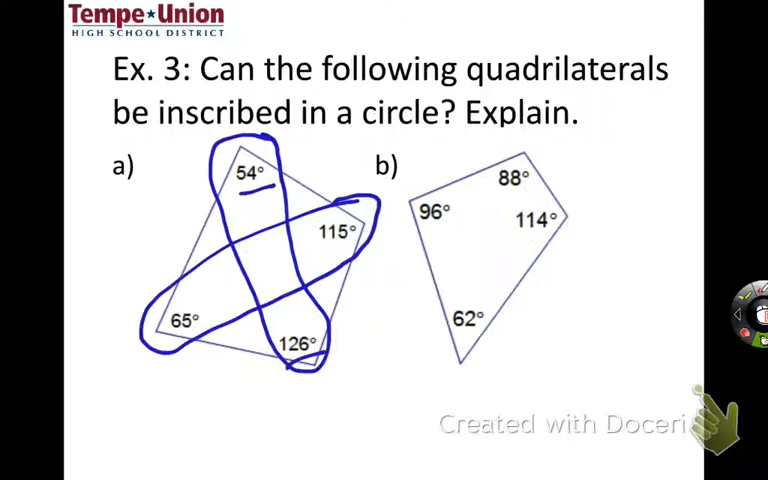 Tempe★Union
HIGH SCHOOL DISTRICT
Ex. 3: Can the following quadrilaterals
be inscribed in a circle? Explain.
a)
54°
115°
65°
126°
b)
88°
96°
114°
62°
Created with Doceri